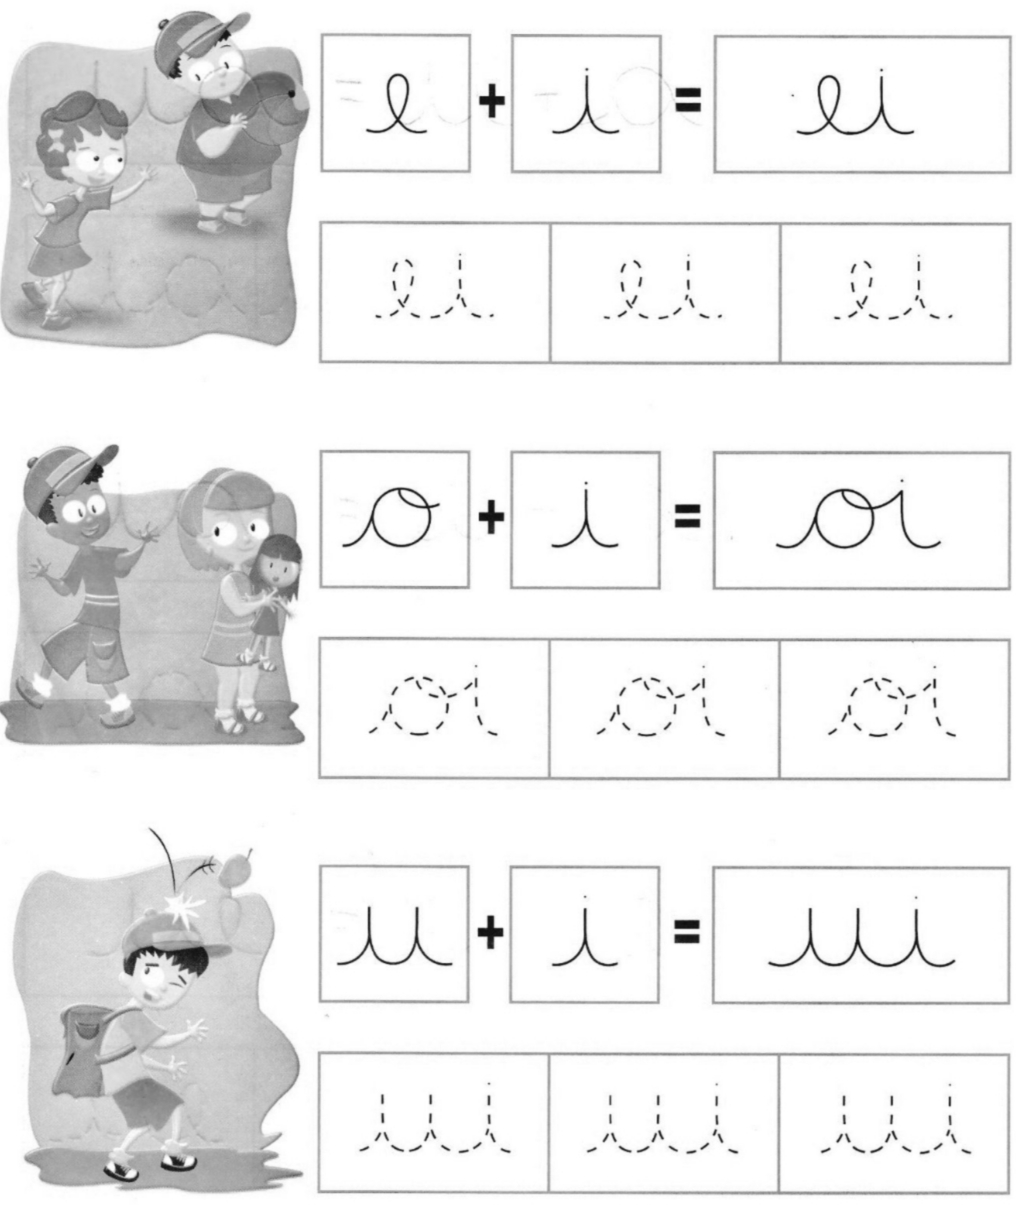 e + i = ei
ei ei ei
o + i = oi
oi oi oi
u + i = ui
ui ui ui